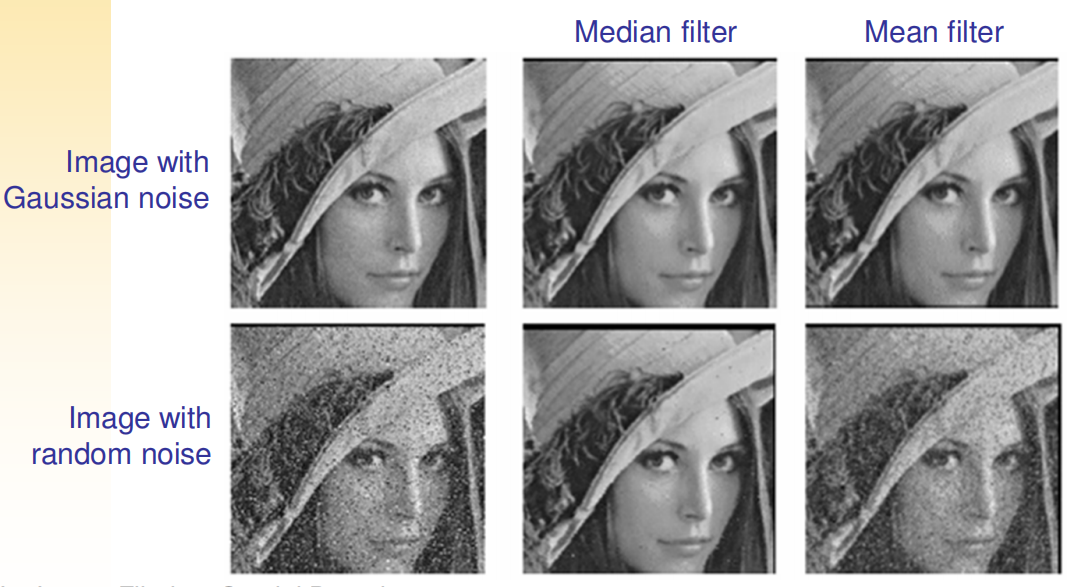 Median filter
Mean filter
Image with
Gaussian noise
Image with
random noise